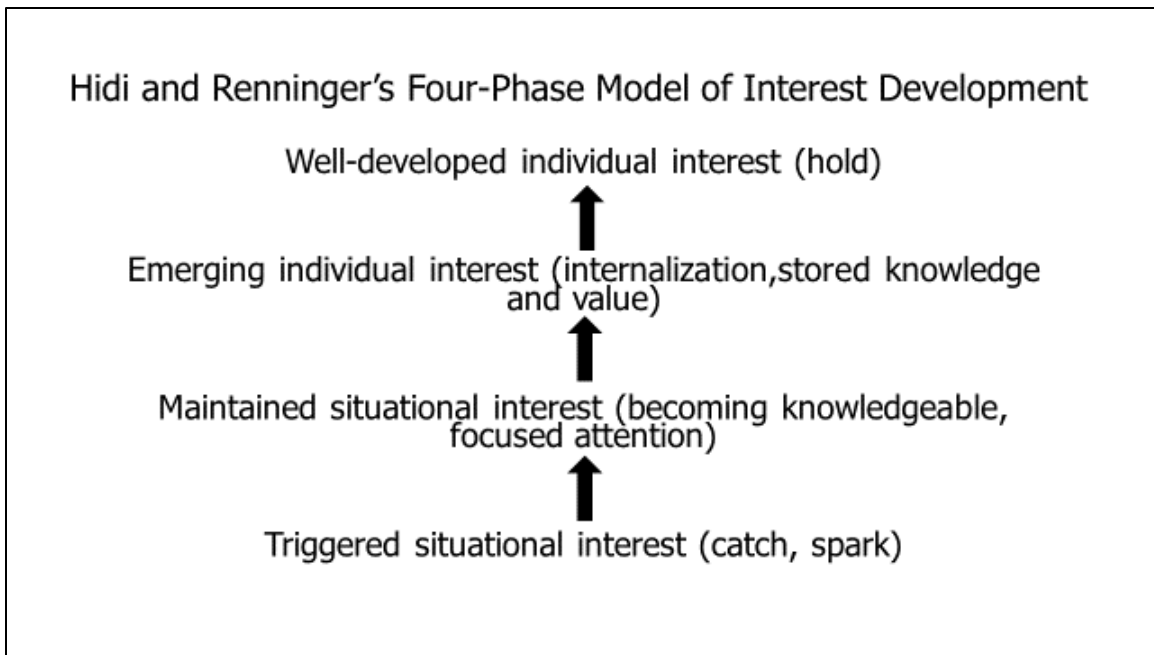 Hidi and Renninger’s Four-Phase Model of Interest Development
Well-developed individual interest (hold)
Emerging individual interest (internalization,stored knowledge
and value)
Maintained situational interest (becoming knowledgeable,
focused attention)
Triggered situational interest (catch, spark)